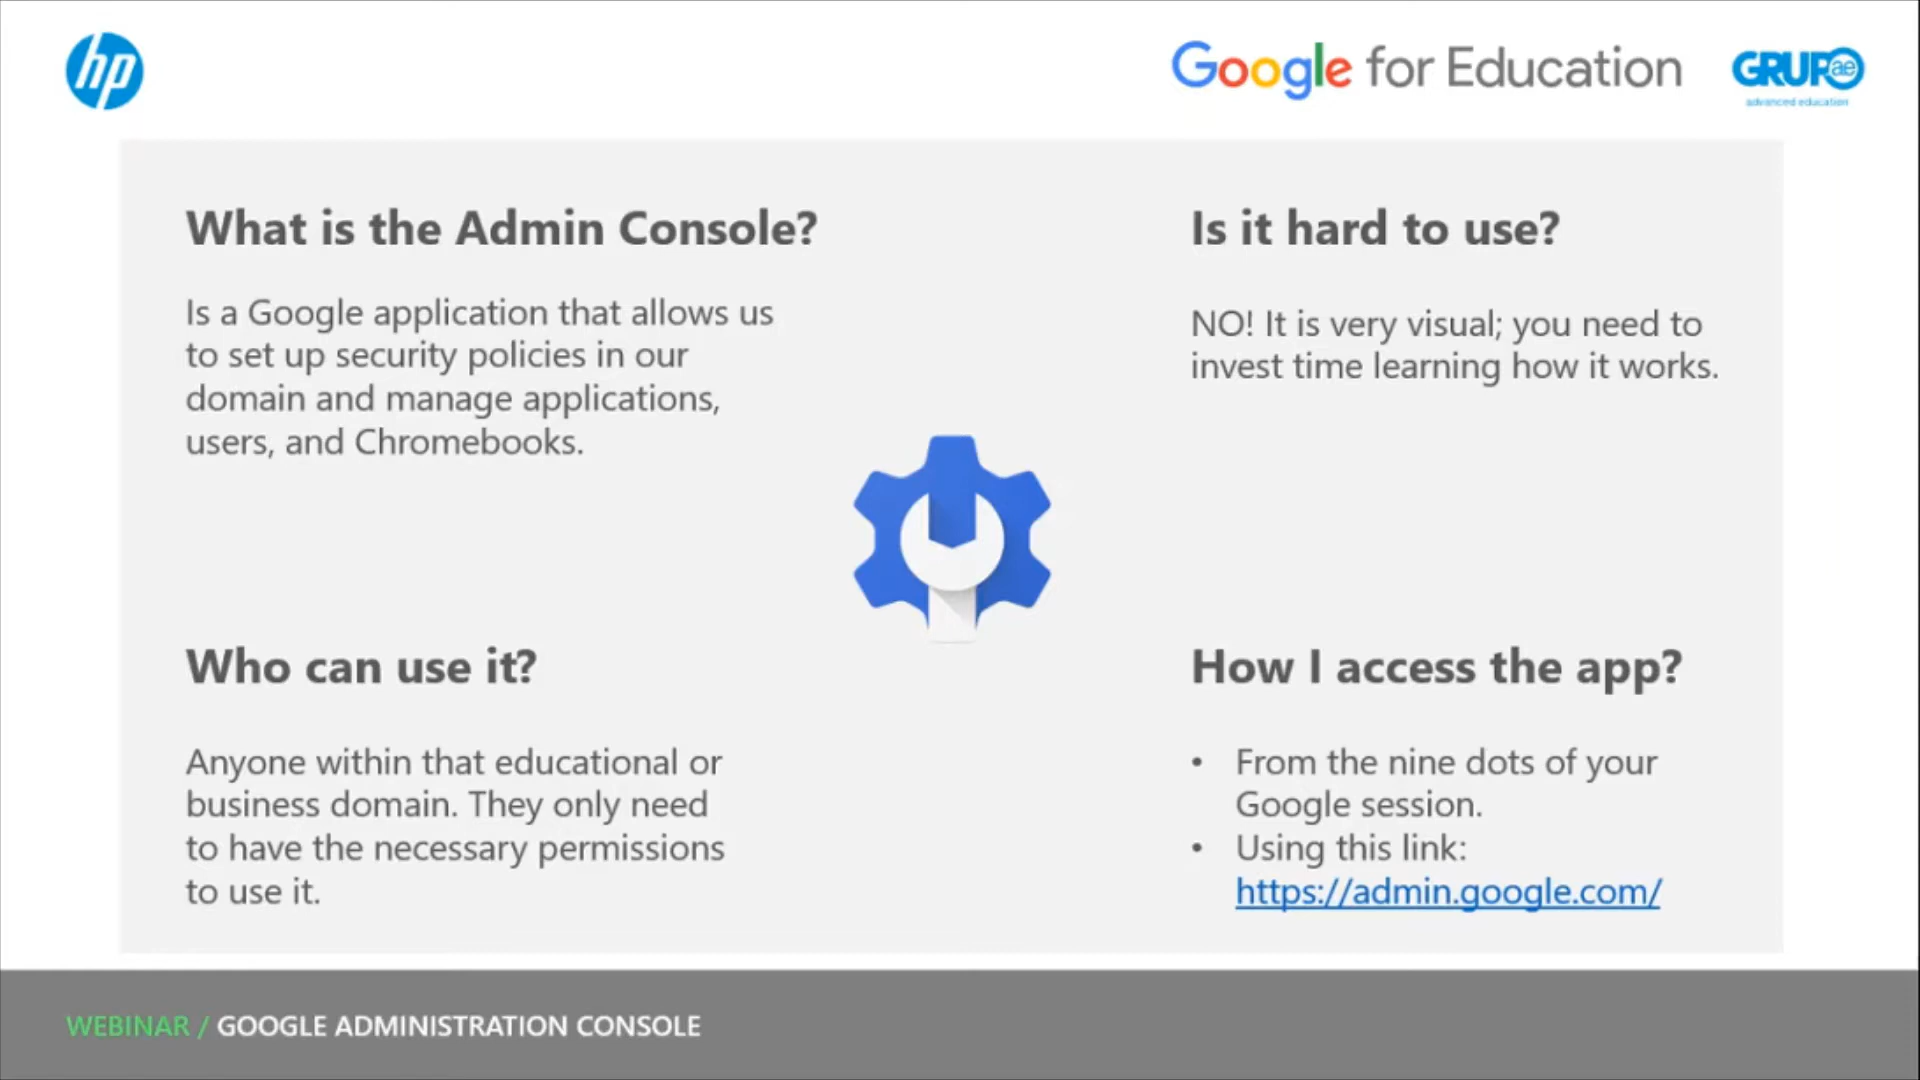 hp
Google for Education
GRUPO ae
advanced education
What is the Admin Console?
Is a Google application that allows us
to set up security policies in our
domain and manage applications,
users, and Chromebooks.
Is it hard to use?
NO! It is very visual; you need to
invest time learning how it works.
Who can use it?
Anyone within that educational or
business domain. They only need
to have the necessary permissions
to use it.
How I access the app?
• From the nine dots of your
Google session.
• Using this link:
https://admin.google.com/
WEBINAR / GOOGLE ADMINISTRATION CONSOLE